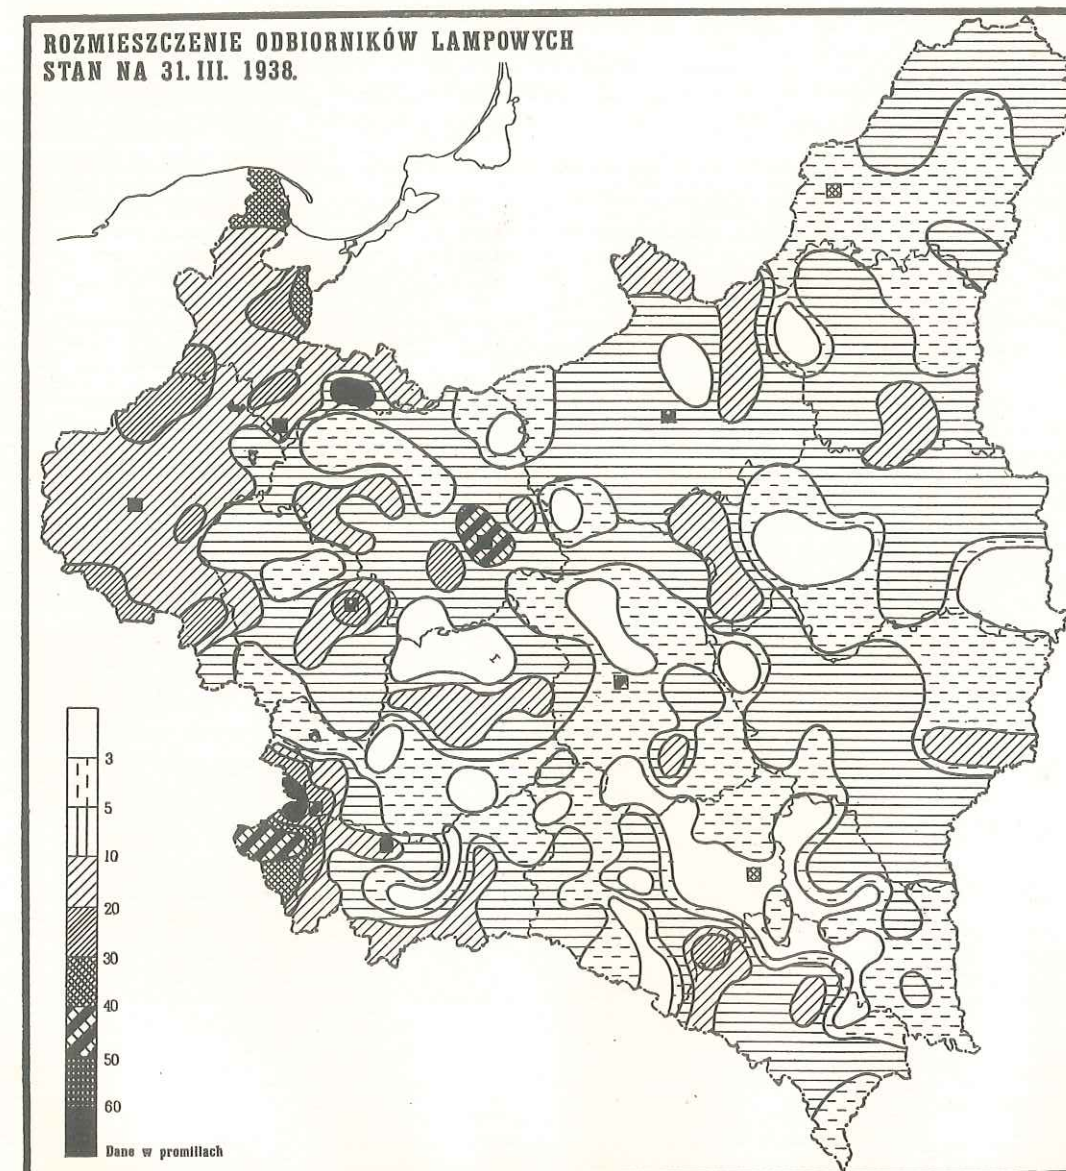 ROZMIESZCZENIE ODBIORNIKÓW LAMPOWYCH
STAN NA 31. III. 1938.
3
5
10
20
30
40
50
60
Dane w promillach